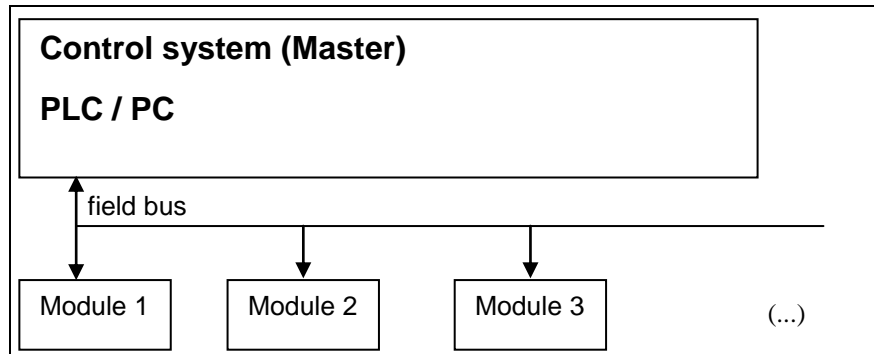 Control system (Master)
PLC / PC
field bus
Module 1
Module 2
Module 3
(...)